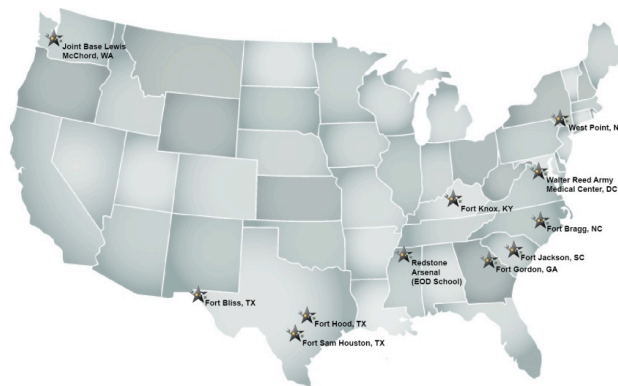 Joint Base Lewis
McChord, WA
West Point, N
Walter Reed Army
Medical Center, DC
Fort Knox, KY
Fort Bragg, NC
Fort Jackson, SC
Redstone
Arsenal
(EOD School)
Fort Gordon, GA
Fort Bliss, TX
Fort Hood, TX
Fort Sam Houston, TX